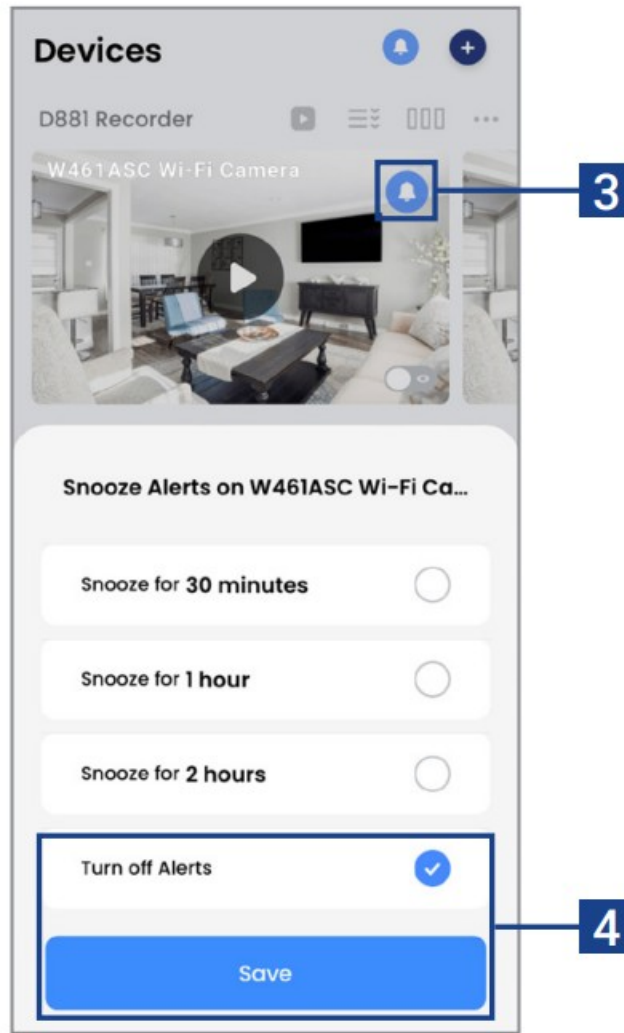 Devices
D881 Recorder
W461ASC Wi-Fi Camera
3
Snooze Alerts on W461ASC Wi-Fi Ca...
Snooze for 30 minutes
Snooze for 1 hour
Snooze for 2 hours
Turn off Alerts
4
Save